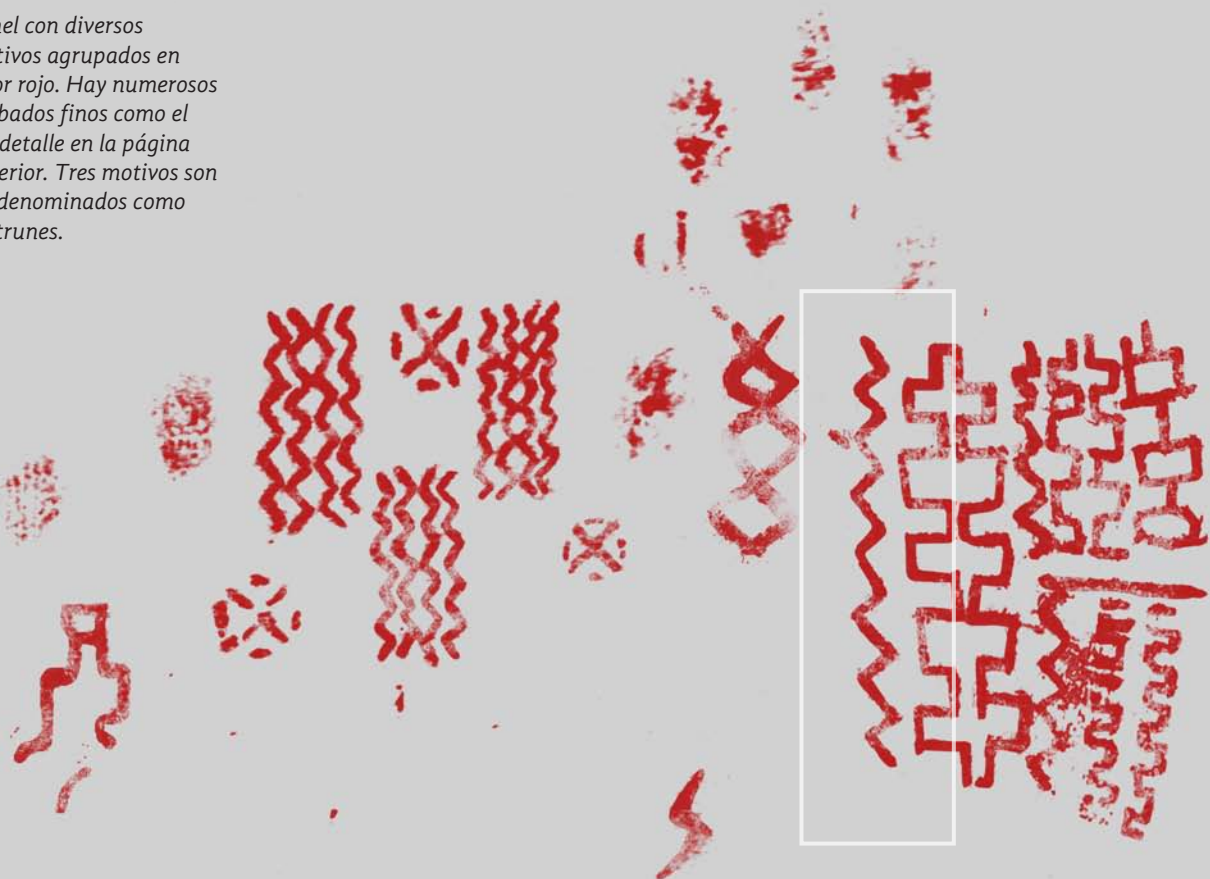 nel con diversos
tivos agrupados en
or rojo. Hay numerosos
bados finos como el
detalle en la página
erior. Tres motivos son
denominados como
trunes.